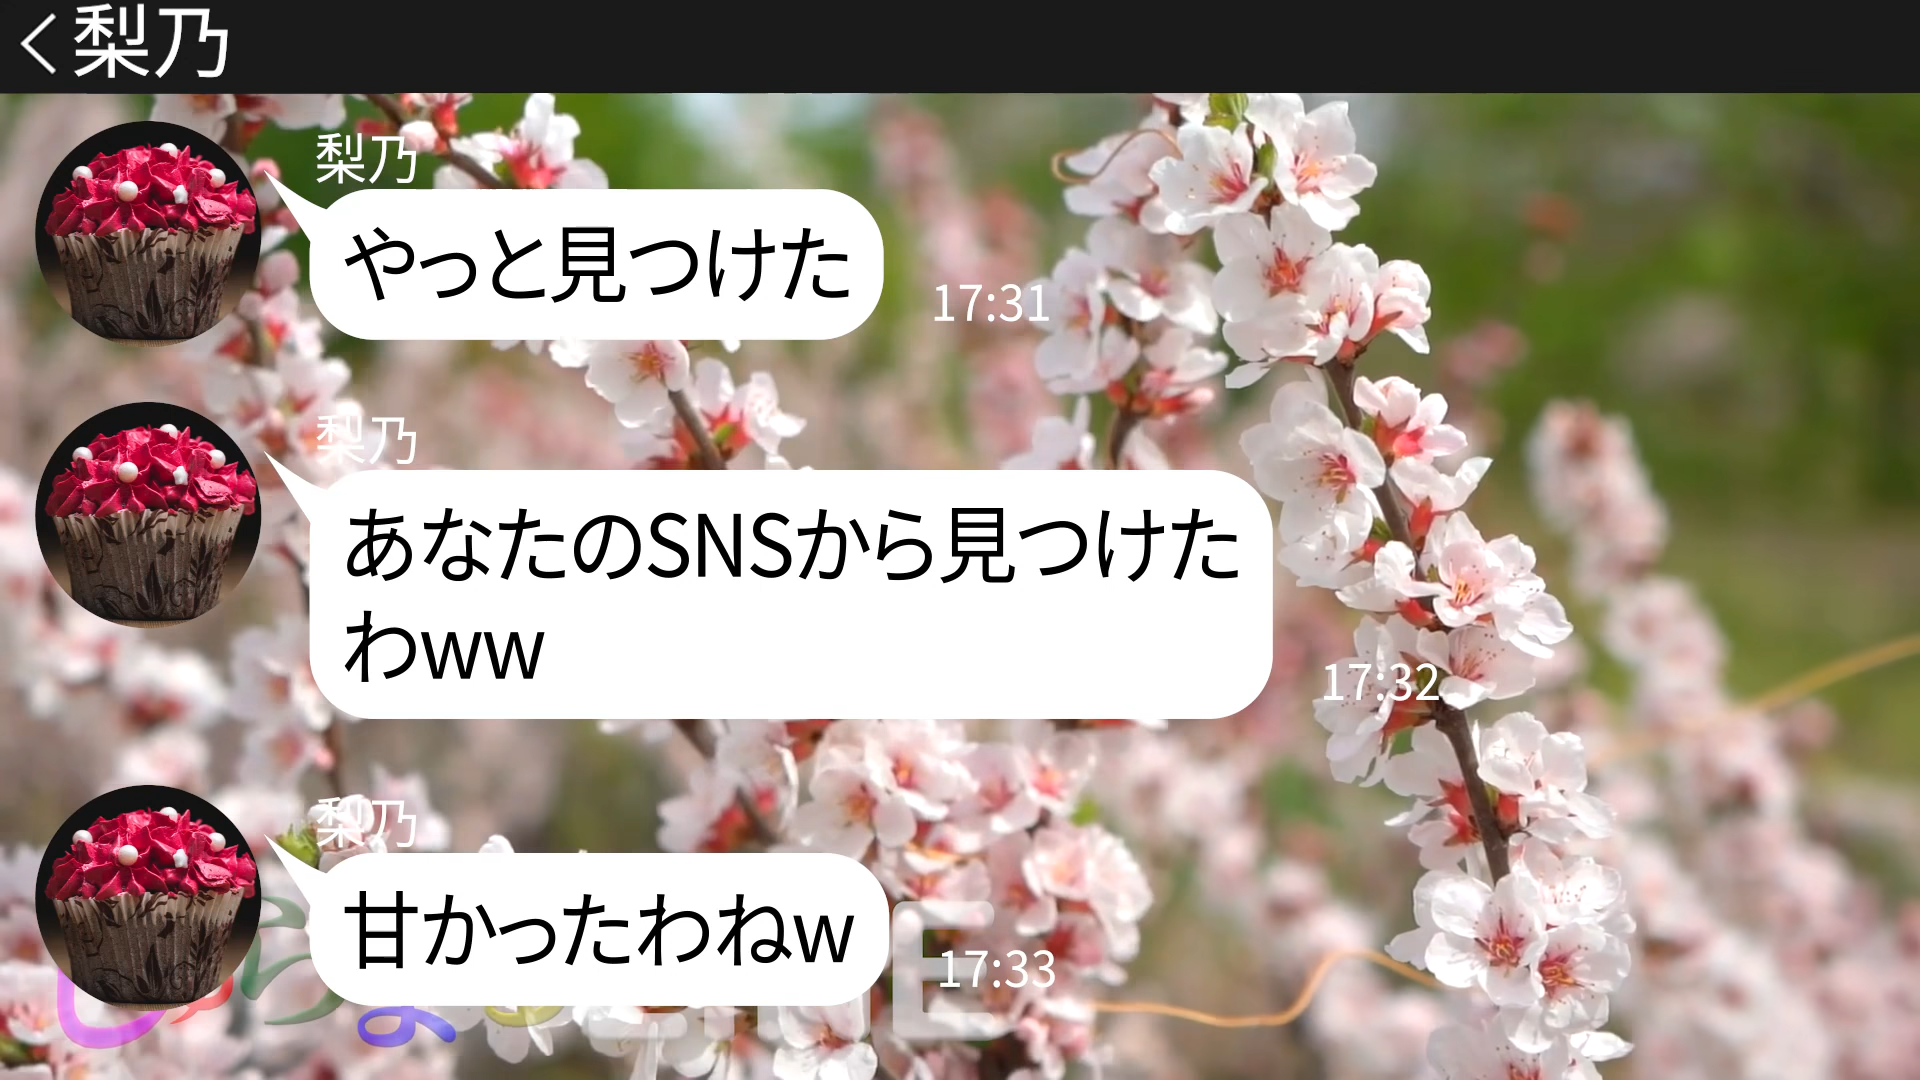 梨乃
梨乃
やっと見つけた
17:31
梨乃
あなたのSNSから見つけた
わww
17:32
梨乃
甘かったわねw
17:33